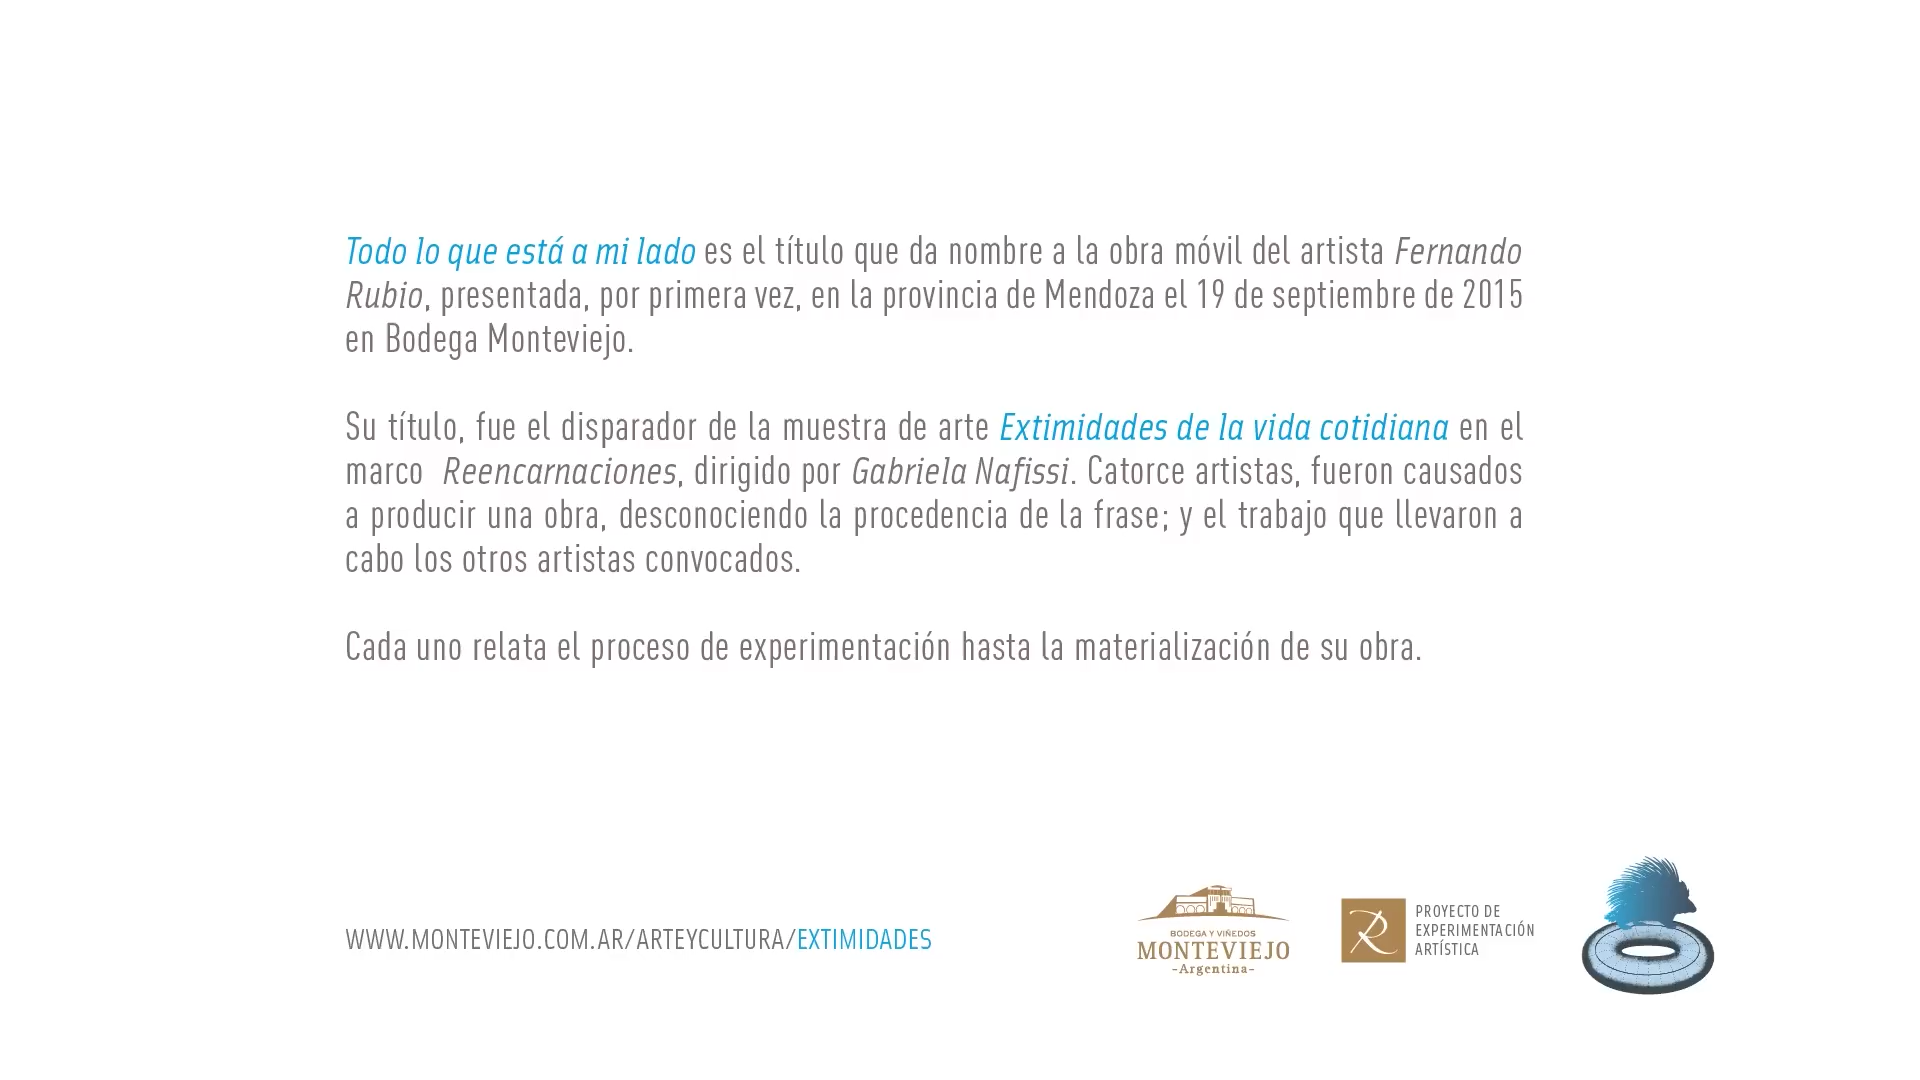 Todo lo que está a mi lado es el título que da nombre a la obra móvil del artista Fernando
Rubio, presentada, por primera vez, en la provincia de Mendoza el 19 de septiembre de 2015
en Bodega Monteviejo.
Su título, fue el disparador de la muestra de arte Extimidades de la vida cotidiana en el
marco Reencarnaciones, dirigido por Gabriela Nafissi. Catorce artistas, fueron causados
a producir una obra, desconociendo la procedencia de la frase; y el trabajo que llevaron a
cabo los otros artistas convocados.
Cada uno relata el proceso de experimentación hasta la materialización de su obra.
WWW.MONTEVIEJO.COM.AR/ARTEYCULTURA/EXTIMIDADES
BODEGA Y VIÑEDOS
MONTEVIEJO
-Argentina-
R
PROYECTO DE
EXPERIMENTACIÓN
ARTÍSTICA